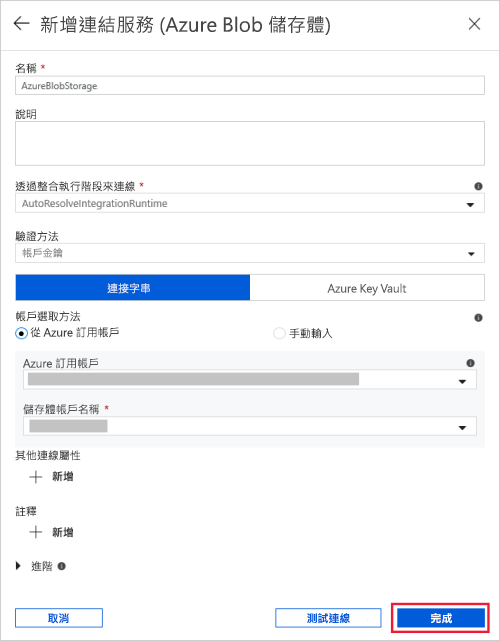 新增連結服務 (Azure Blob 儲存體)
名稱 *
AzureBlobStorage
說明
透過整合執行階段來連線 *
AutoResolveIntegrationRuntime
驗證方法
帳戶金鑰
連接字串 Azure Key Vault
帳戶選取方法
從 Azure 訂用帳戶 手動輸入
Azure 訂用帳戶
儲存體帳戶名稱 *
其他連線屬性
新增
註釋
新增
進階
取消 測試連線 完成